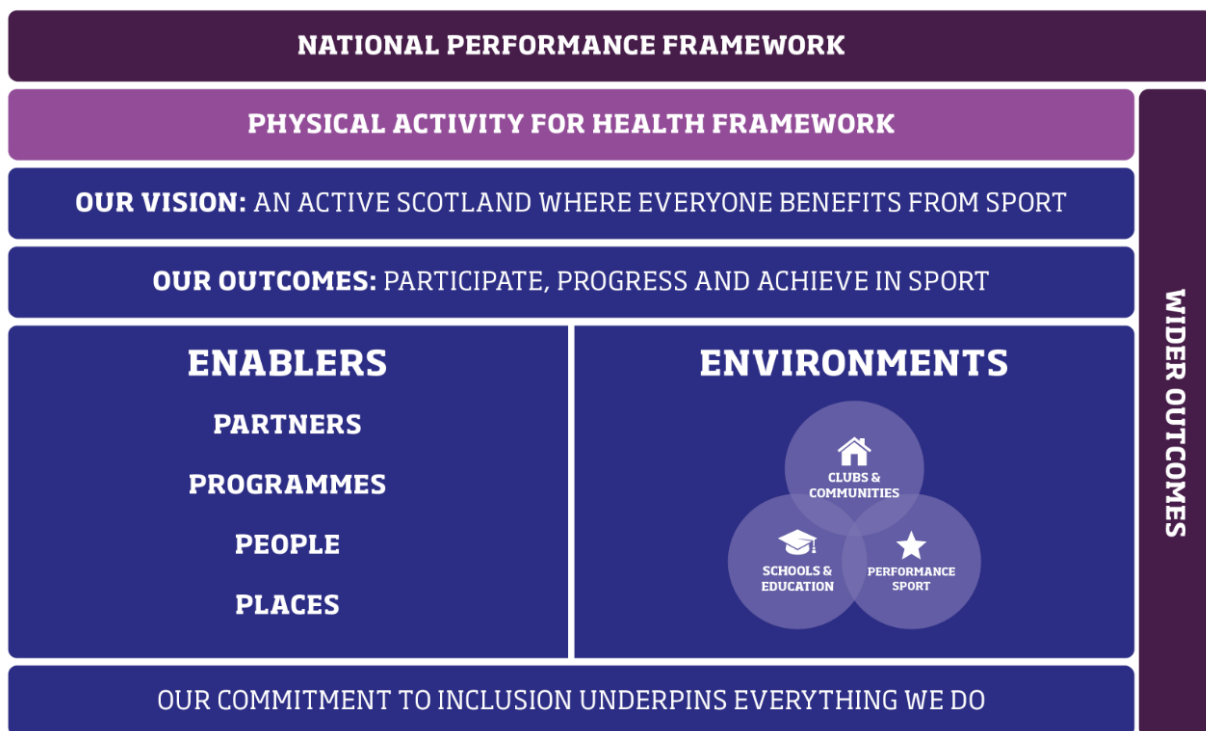 NATIONAL PERFORMANCE FRAMEWORK
PHYSICAL ACTIVITY FOR HEALTH FRAMEWORK
OUR VISION: AN ACTIVE SCOTLAND WHERE EVERYONE BENEFITS FROM SPORT
OUR OUTCOMES: PARTICIPATE, PROGRESS AND ACHIEVE IN SPORT
ENABLERS
PARTNERS
PROGRAMMES
PEOPLE
PLACES
ENVIRONMENTS
CLUBS &
COMMUNITIES
SCHOOLS &
EDUCATION
PERFORMANCE
SPORT
OUR COMMITMENT TO INCLUSION UNDERPINS EVERYTHING WE DO
WIDER OUTCOMES